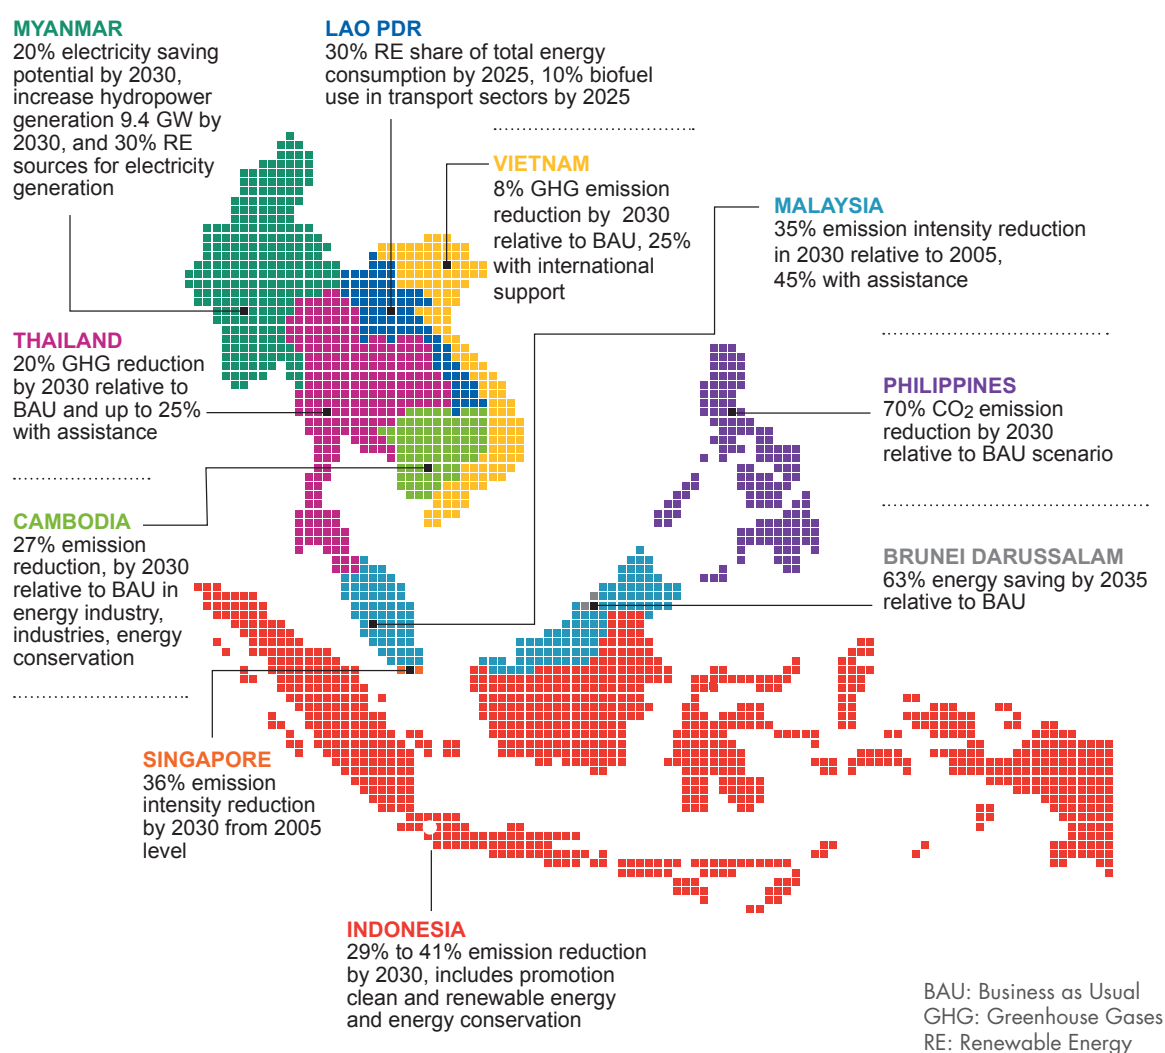 MYANMAR
20% electricity saving
potential by 2030,
increase hydropower
generation 9.4 GW by
2030, and 30% RE
sources for electricity
generation
LAO PDR
30% RE share of total energy
consumption by 2025, 10% biofuel
use in transport sectors by 2025
VIETNAM
8% GHG emission
reduction by 2030
relative to BAU, 25%
with international
support
MALAYSIA
35% emission intensity reduction
in 2030 relative to 2005,
45% with assistance
THAILAND
20% GHG reduction
by 2030 relative to
BAU and up to 25%
with assistance
PHILIPPINES
70% CO2 emission
reduction by 2030
relative to BAU scenario
CAMBODIA
27% emission
reduction, by 2030
relative to BAU in
energy industry,
industries, energy
conservation
BRUNEI DARUSSALAM
63% energy saving by 2035
relative to BAU
SINGAPORE
36% emission
intensity reduction
by 2030 from 2005
level
INDONESIA
29% to 41% emission reduction
by 2030, includes promotion
clean and renewable energy
and energy conservation
BAU: Business as Usual
GHG: Greenhouse Gases
RE: Renewable Energy